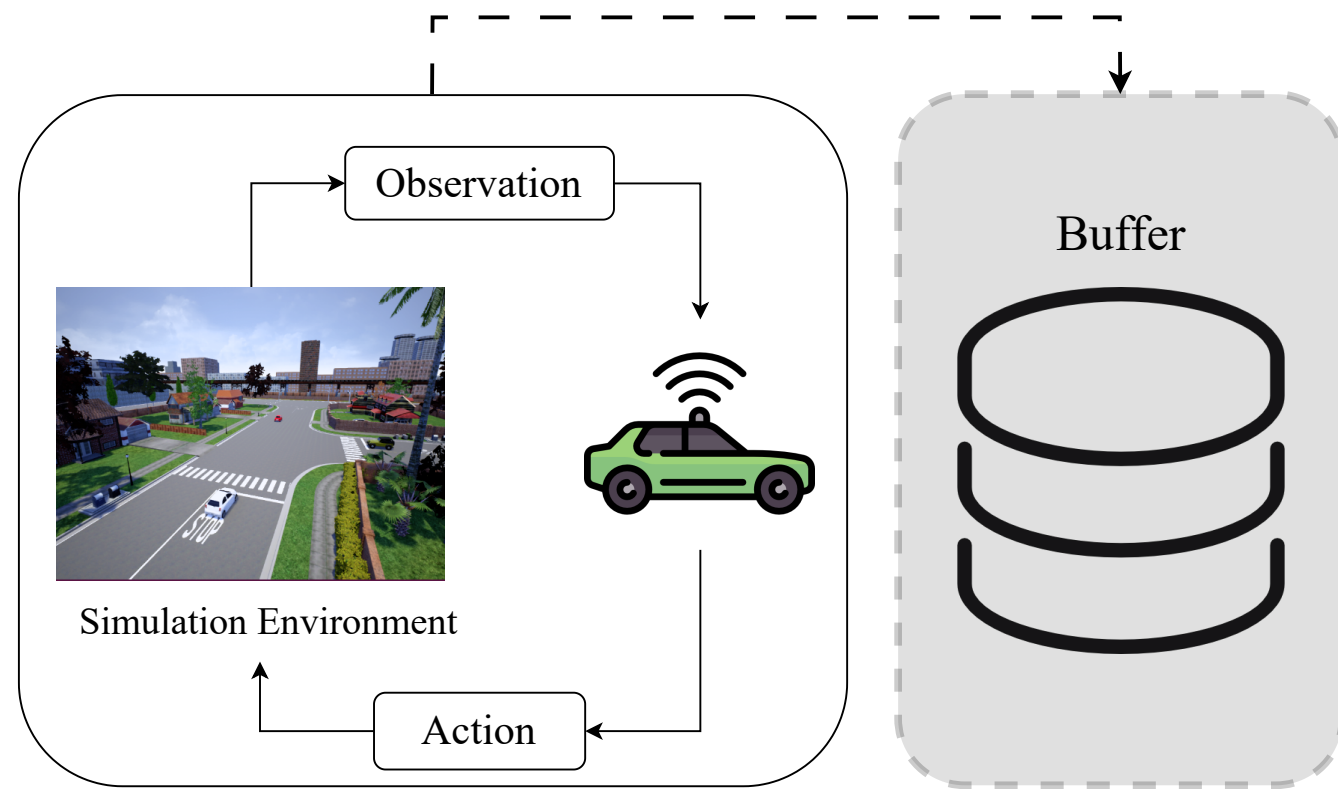 Observation
Buffer
STOP
Simulation Environment
Action